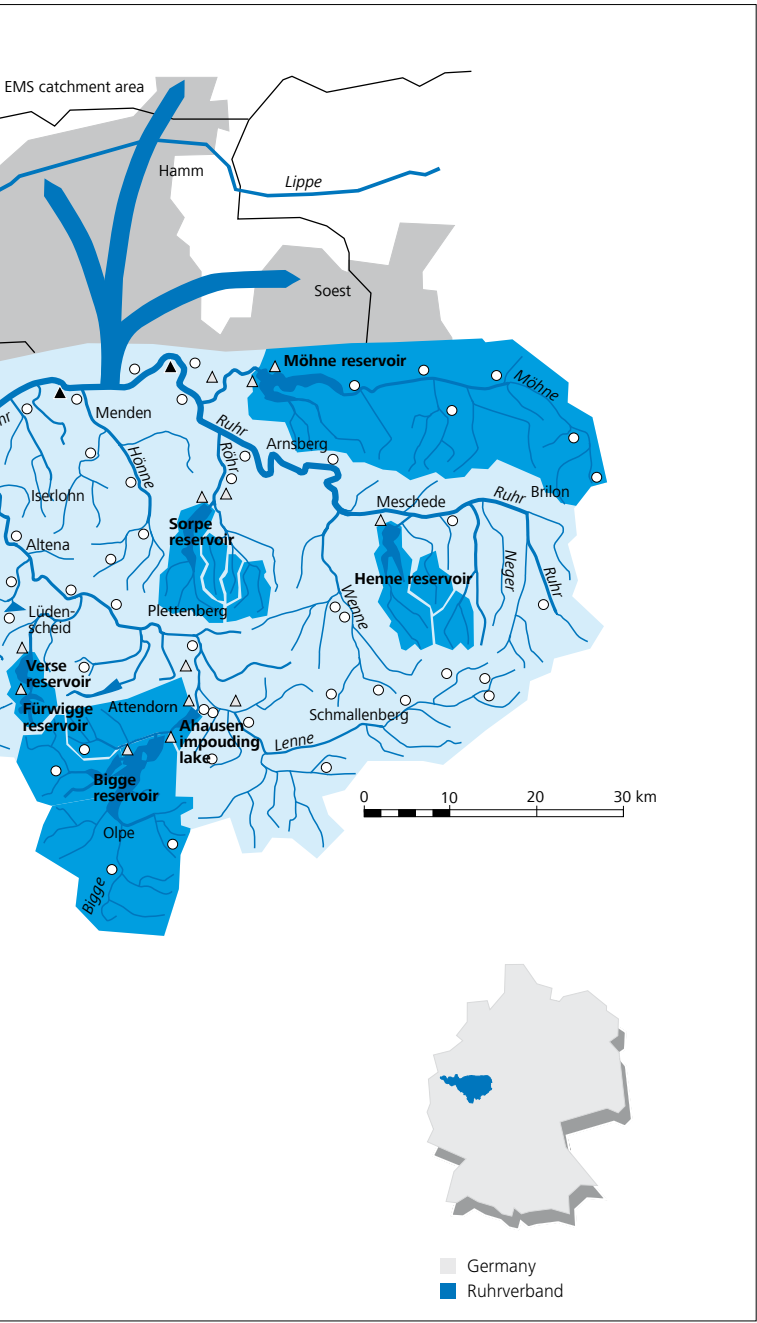 EMS catchment area
Hamm
Lippe
Soest
Möhne reservoir
Möhne
hr
Menden
Ruhr
Arnsberg
Hönne
Röhr
Iserlohn
Meschede
Ruhr
Brilon
Sorpe
reservoir
Altena
Henne reservoir
Neger
Ruhr
Wenne
Plettenberg
Lüden-
scheid
Verse
reservoir
Fürwigge
reservoir
Attendorn
Ahausen
impouding
lake
Schmallenberg
Lenne
Bigge
reservoir
Olpe
Bigge
0 10 20 30 km
Germany
Ruhrverband